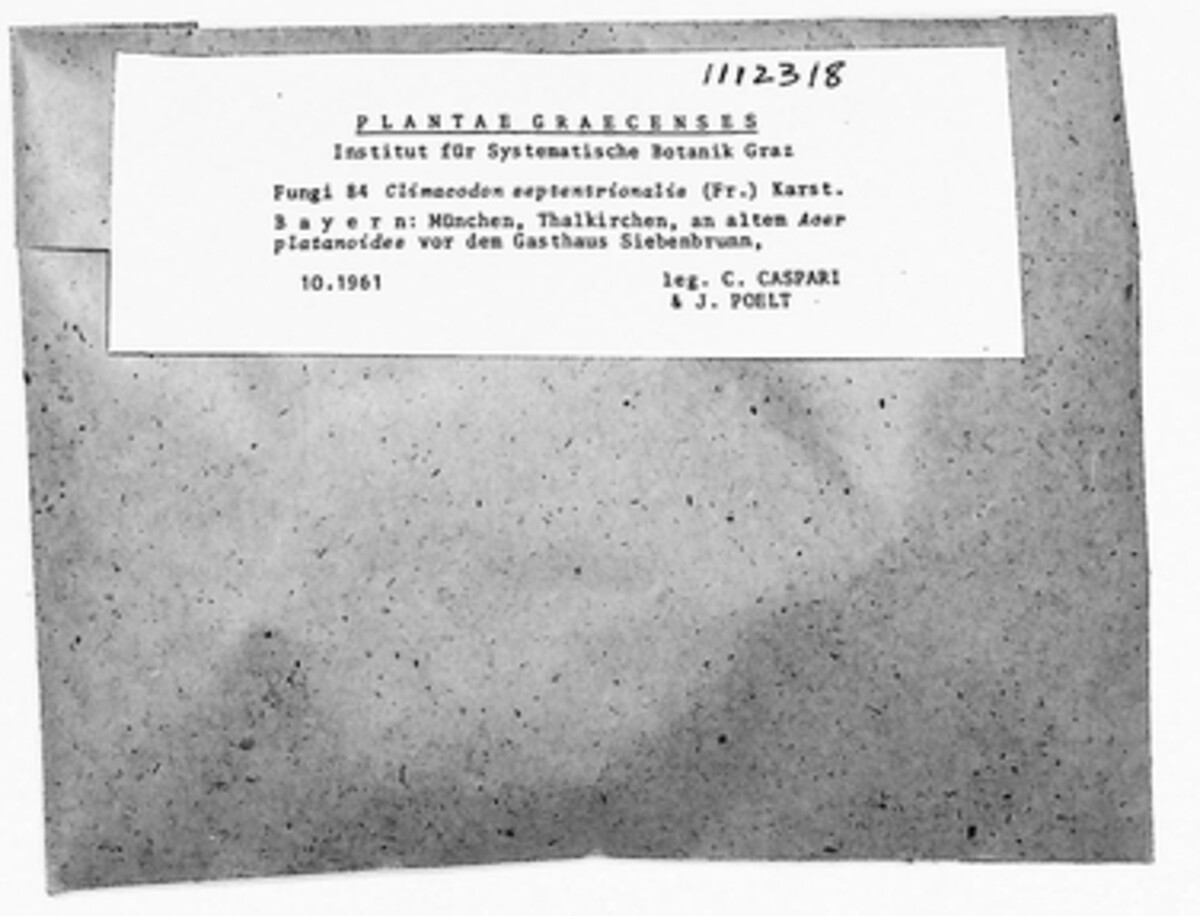 1112318
PLANTAE GRAECENSES
Institut für Systematische Botanik Graz
Fungi 84 Climacodon septentrionalis (Fr.) Karst.
Bayern: München, Thalkirchen, an altem Acer
platanoides vor dem Gasthaus Siebenbrunn,
10.1961
leg. C. CASPARI
& J. POELT